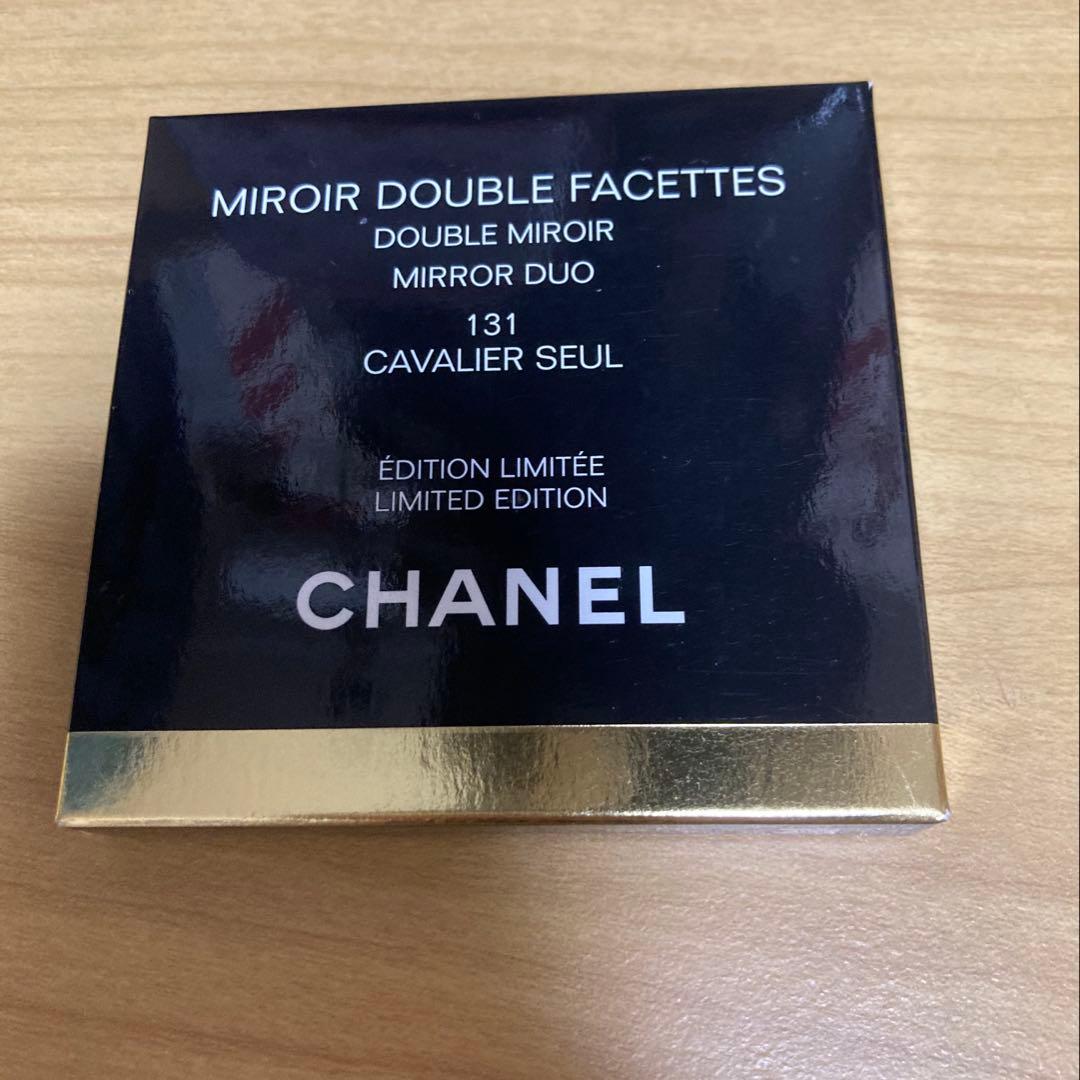 MIROIR DOUBLE FACETTES
DOUBLE MIROIR
MIRROR DUO
131
CAVALIER SEUL
ÉDITION LIMITÉE
LIMITED EDITION
CHANEL